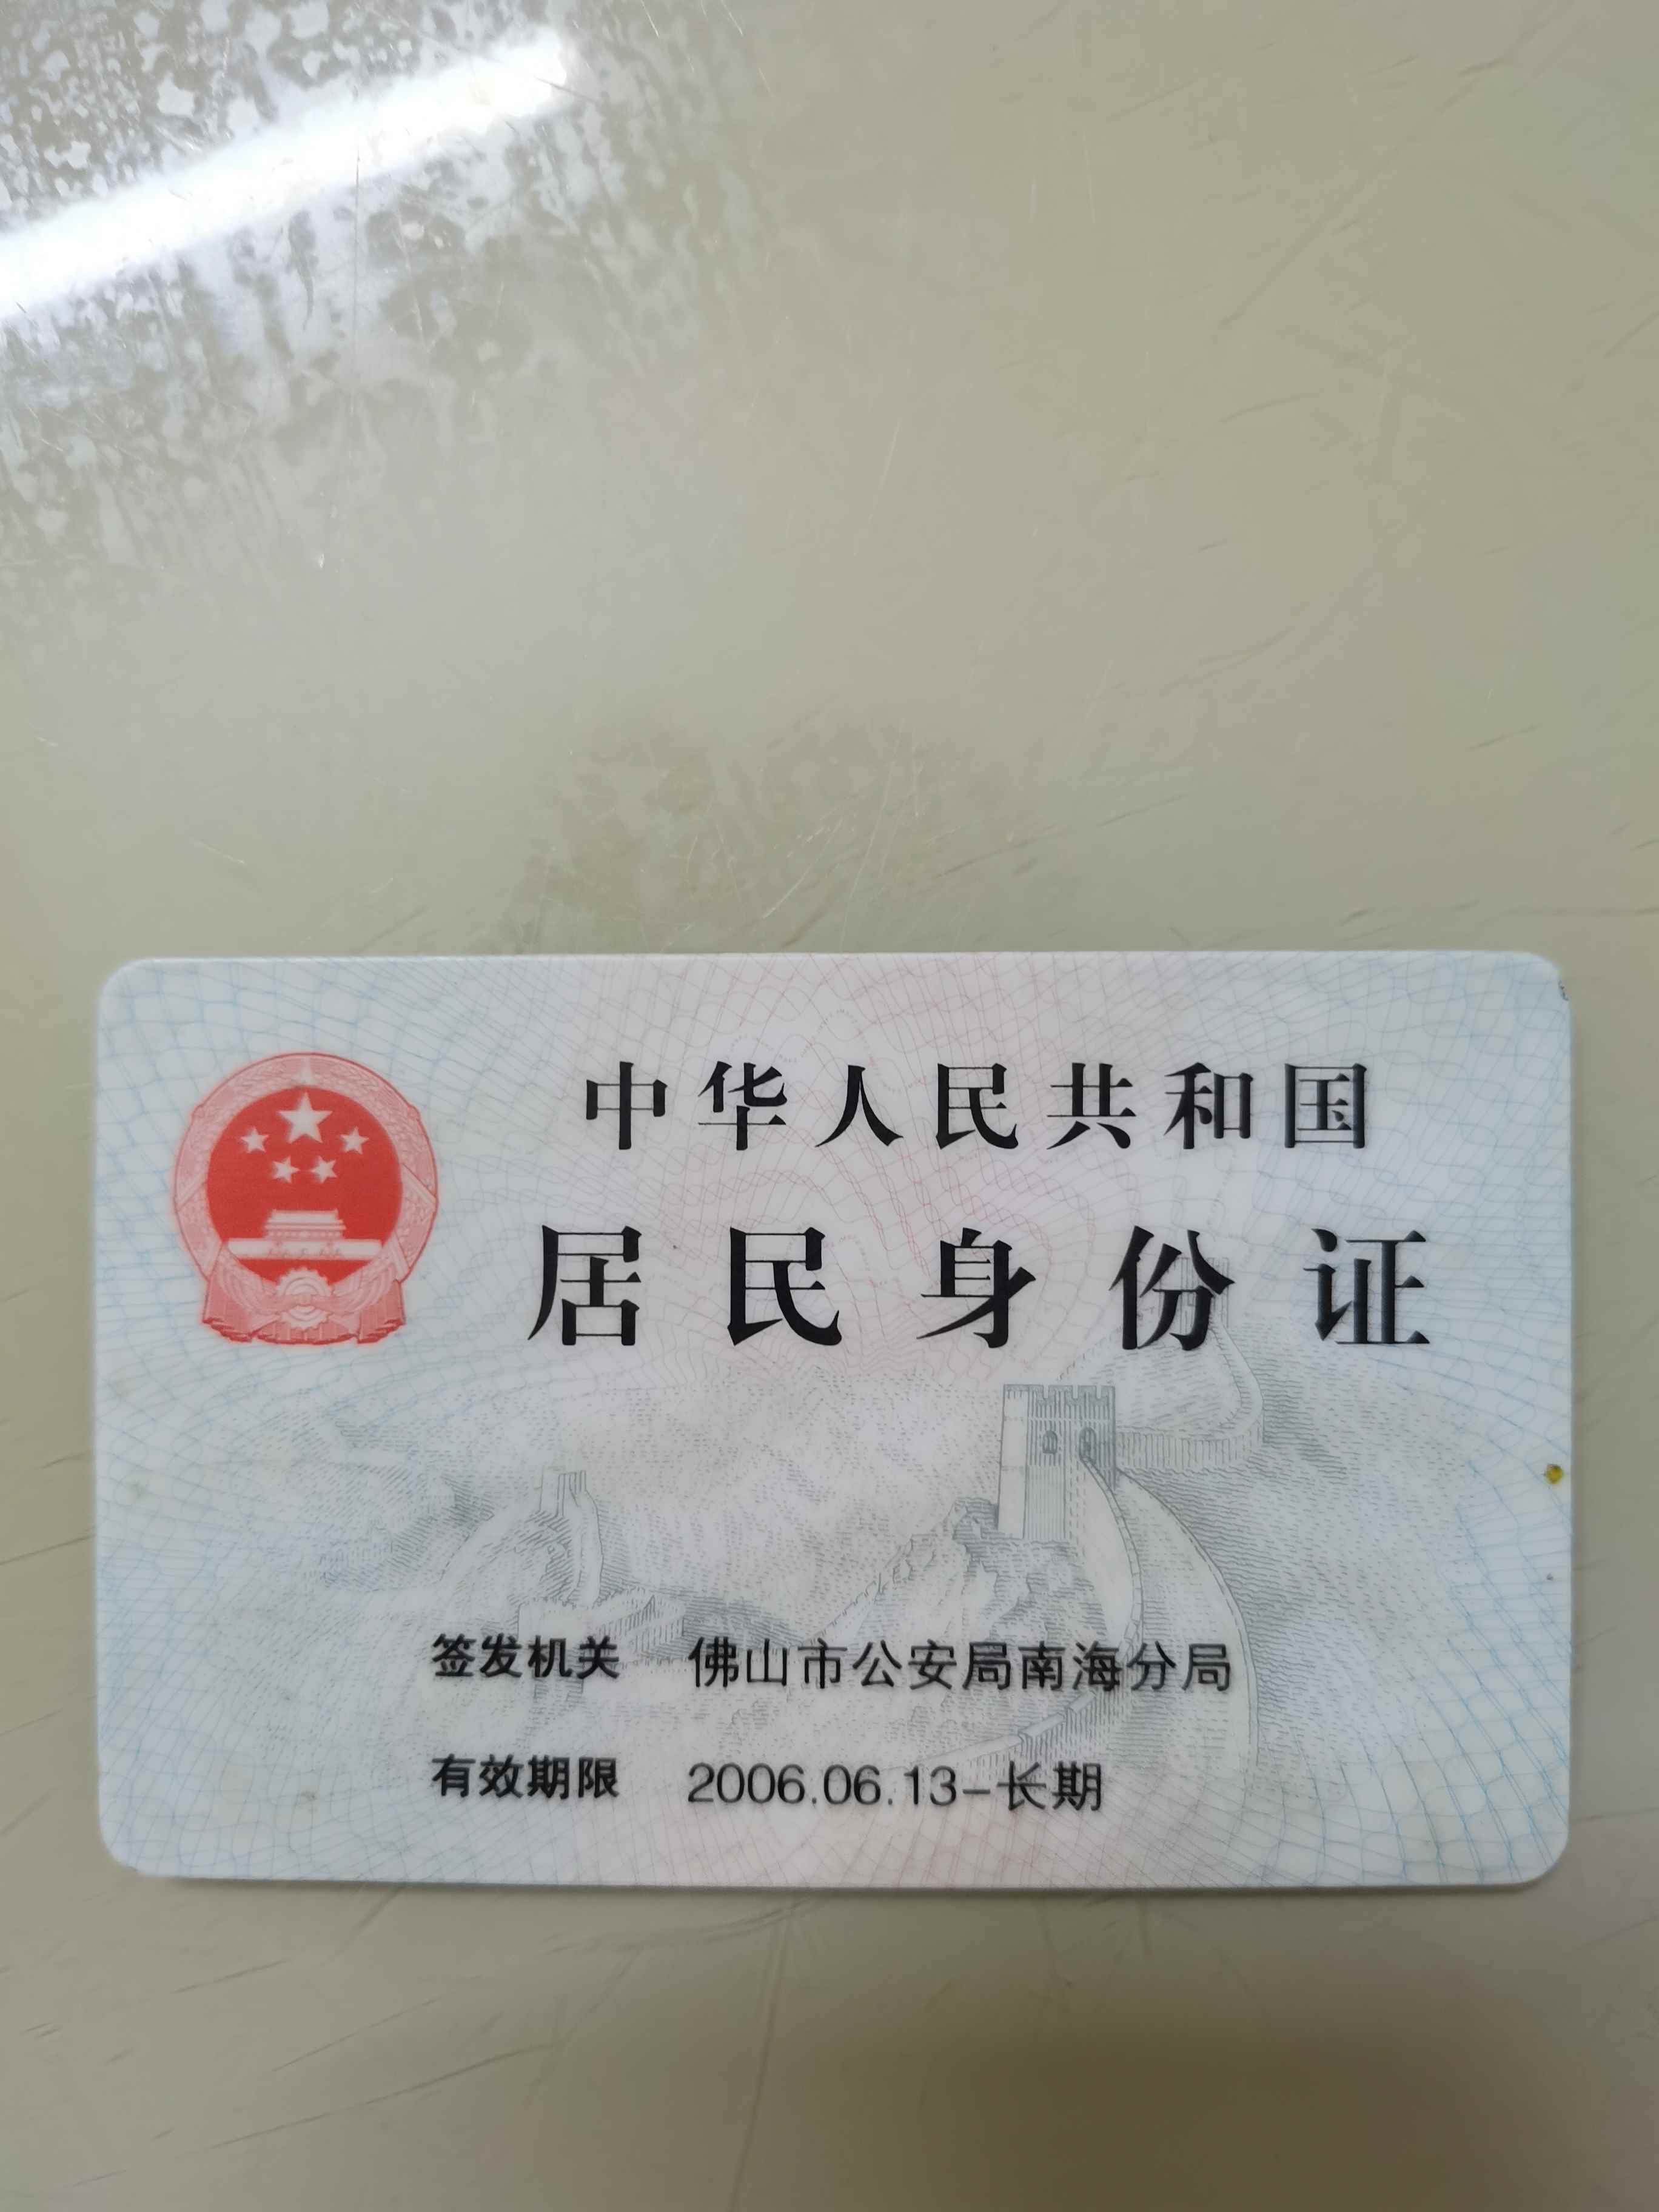 中华人民共和国
居民身份证
签发机关 佛山市公安局南海分局
有效期限 2006.06.13-长期